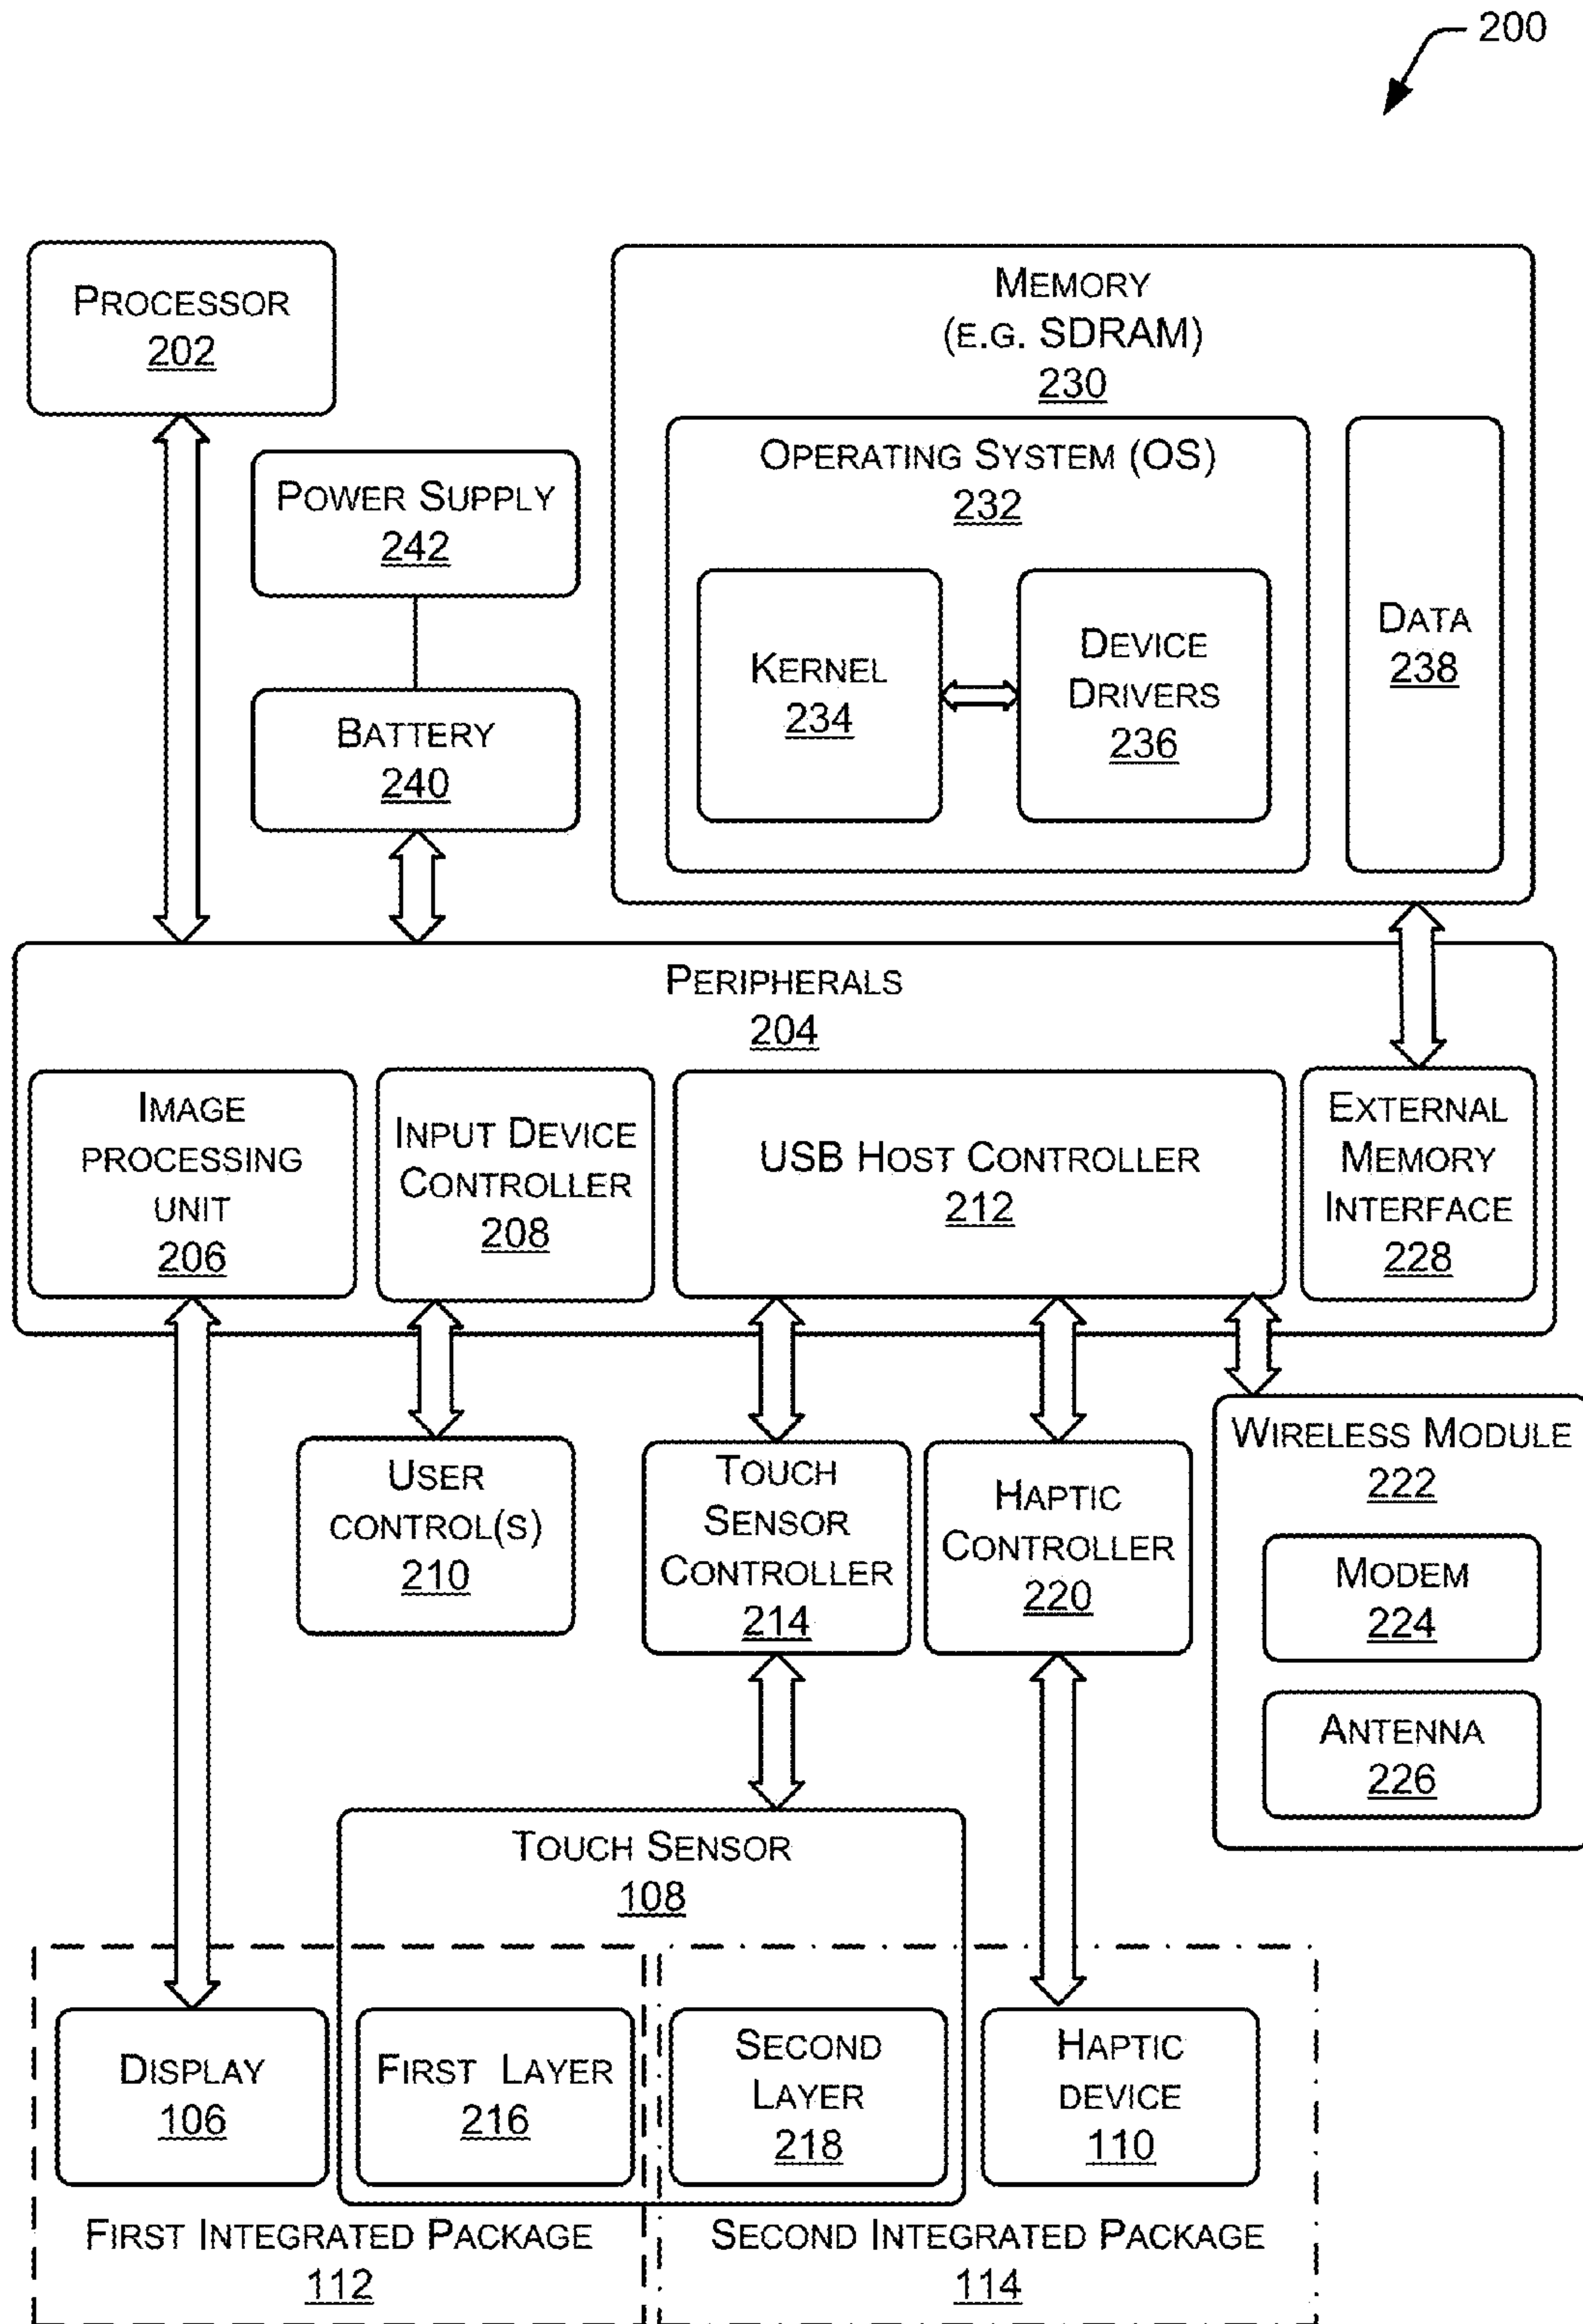 200
PROCESSOR
202
MEMORY
(E.G. SDRAM)
230
POWER SUPPLY
242
OPERATING SYSTEM (OS)
232
KERNEL
234
DEVICE
DRIVERS
236
DATA
238
BATTERY
240
PERIPHERALS
204
IMAGE
PROCESSING
UNIT
206
INPUT DEVICE
CONTROLLER
208
USB HOST CONTROLLER
212
EXTERNAL
MEMORY
INTERFACE
228
USER
CONTROL(S)
210
TOUCH
SENSOR
CONTROLLER
214
HAPTIC
CONTROLLER
220
WIRELESS MODULE
222
MODEM
224
ANTENNA
226
TOUCH SENSOR
108
DISPLAY
106
FIRST LAYER
216
SECOND
LAYER
218
HAPTIC
DEVICE
110
FIRST INTEGRATED PACKAGE
112
SECOND INTEGRATED PACKAGE
114